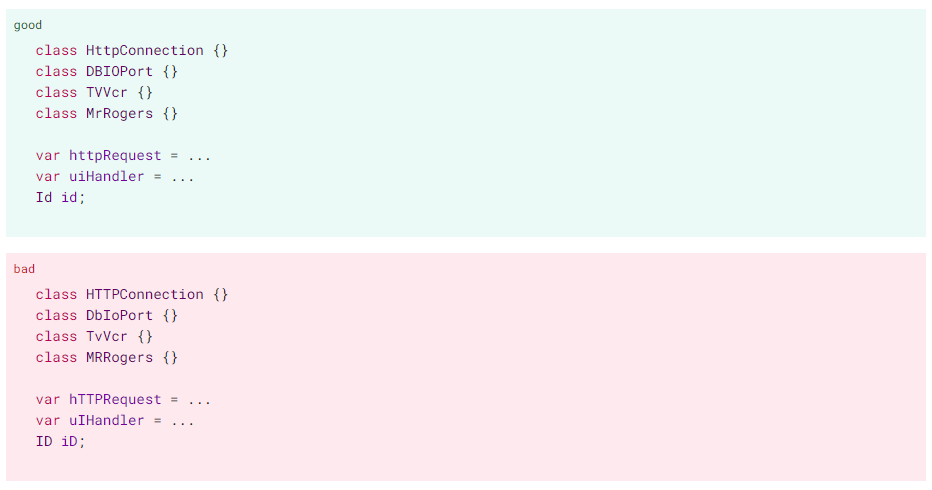 good
class HttpConnection {}
class DBIOPort {}
class TVVcr {}
class MrRogers {}
var httpRequest = ...
var uiHandler = ...
Id id;
bad
class HTTPConnection {}
class DbIoPort {}
class TvVcr {}
class MRRogers {}
var hTTPRequest = ...
var uIHandler = ...
ID iD;